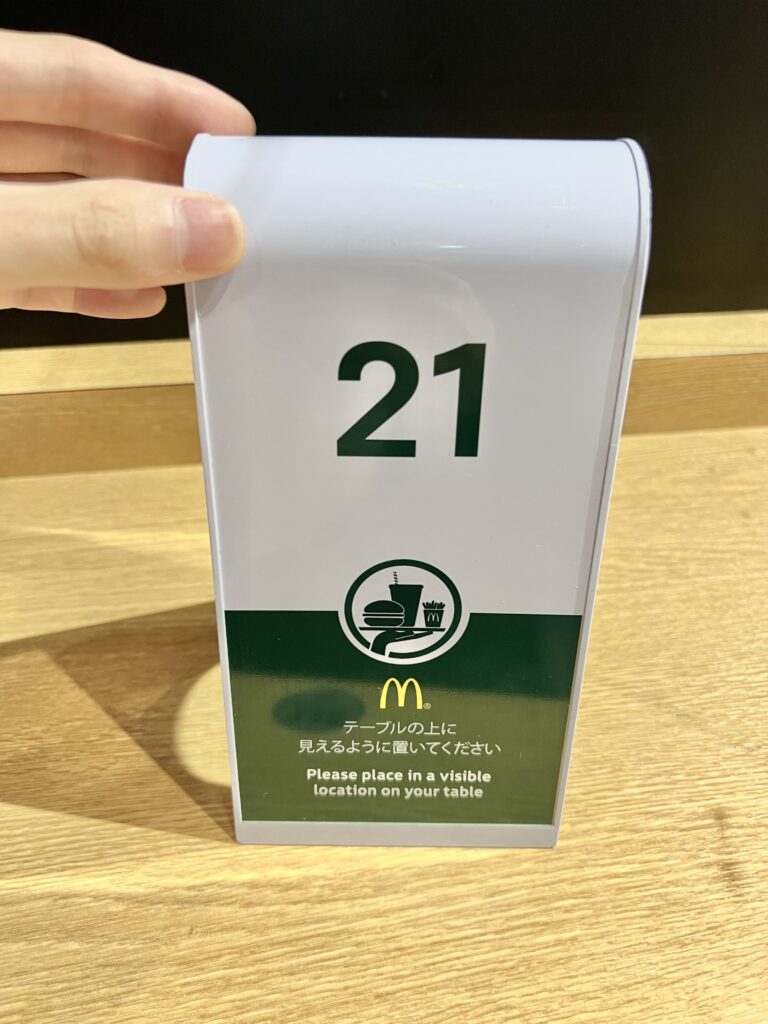 21
M
テーブルの上に
見えるように置いてください
Please place in a visible
location on your table